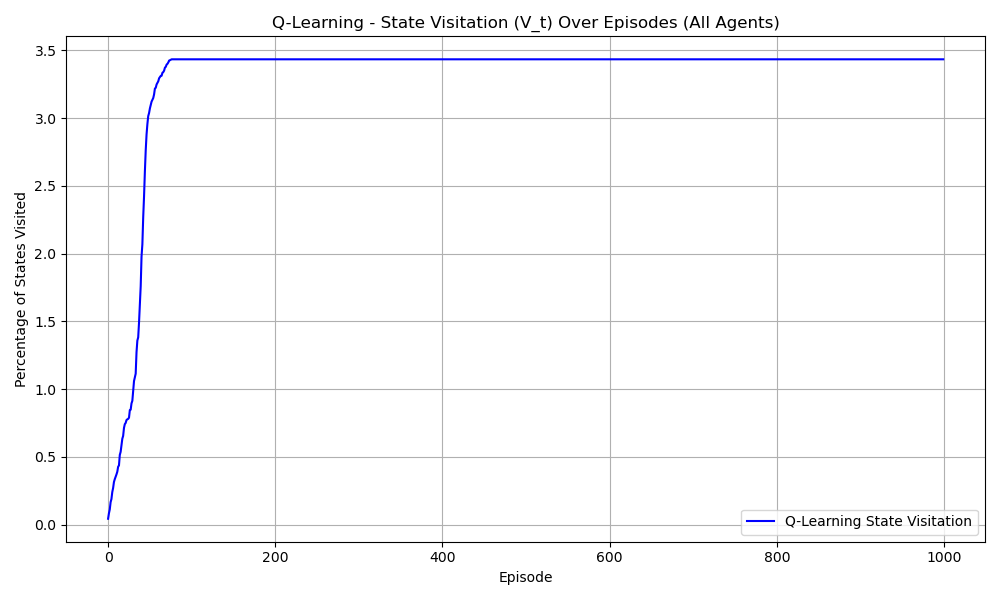 Q-Learning - State Visitation (V_t) Over Episodes (All Agents)
Percentage of States Visited
3.5
3.0
2.5
2.0
1.5
1.0
0.5
0.0
Q-Learning State Visitation
0 200 400 600 800 1000
Episode